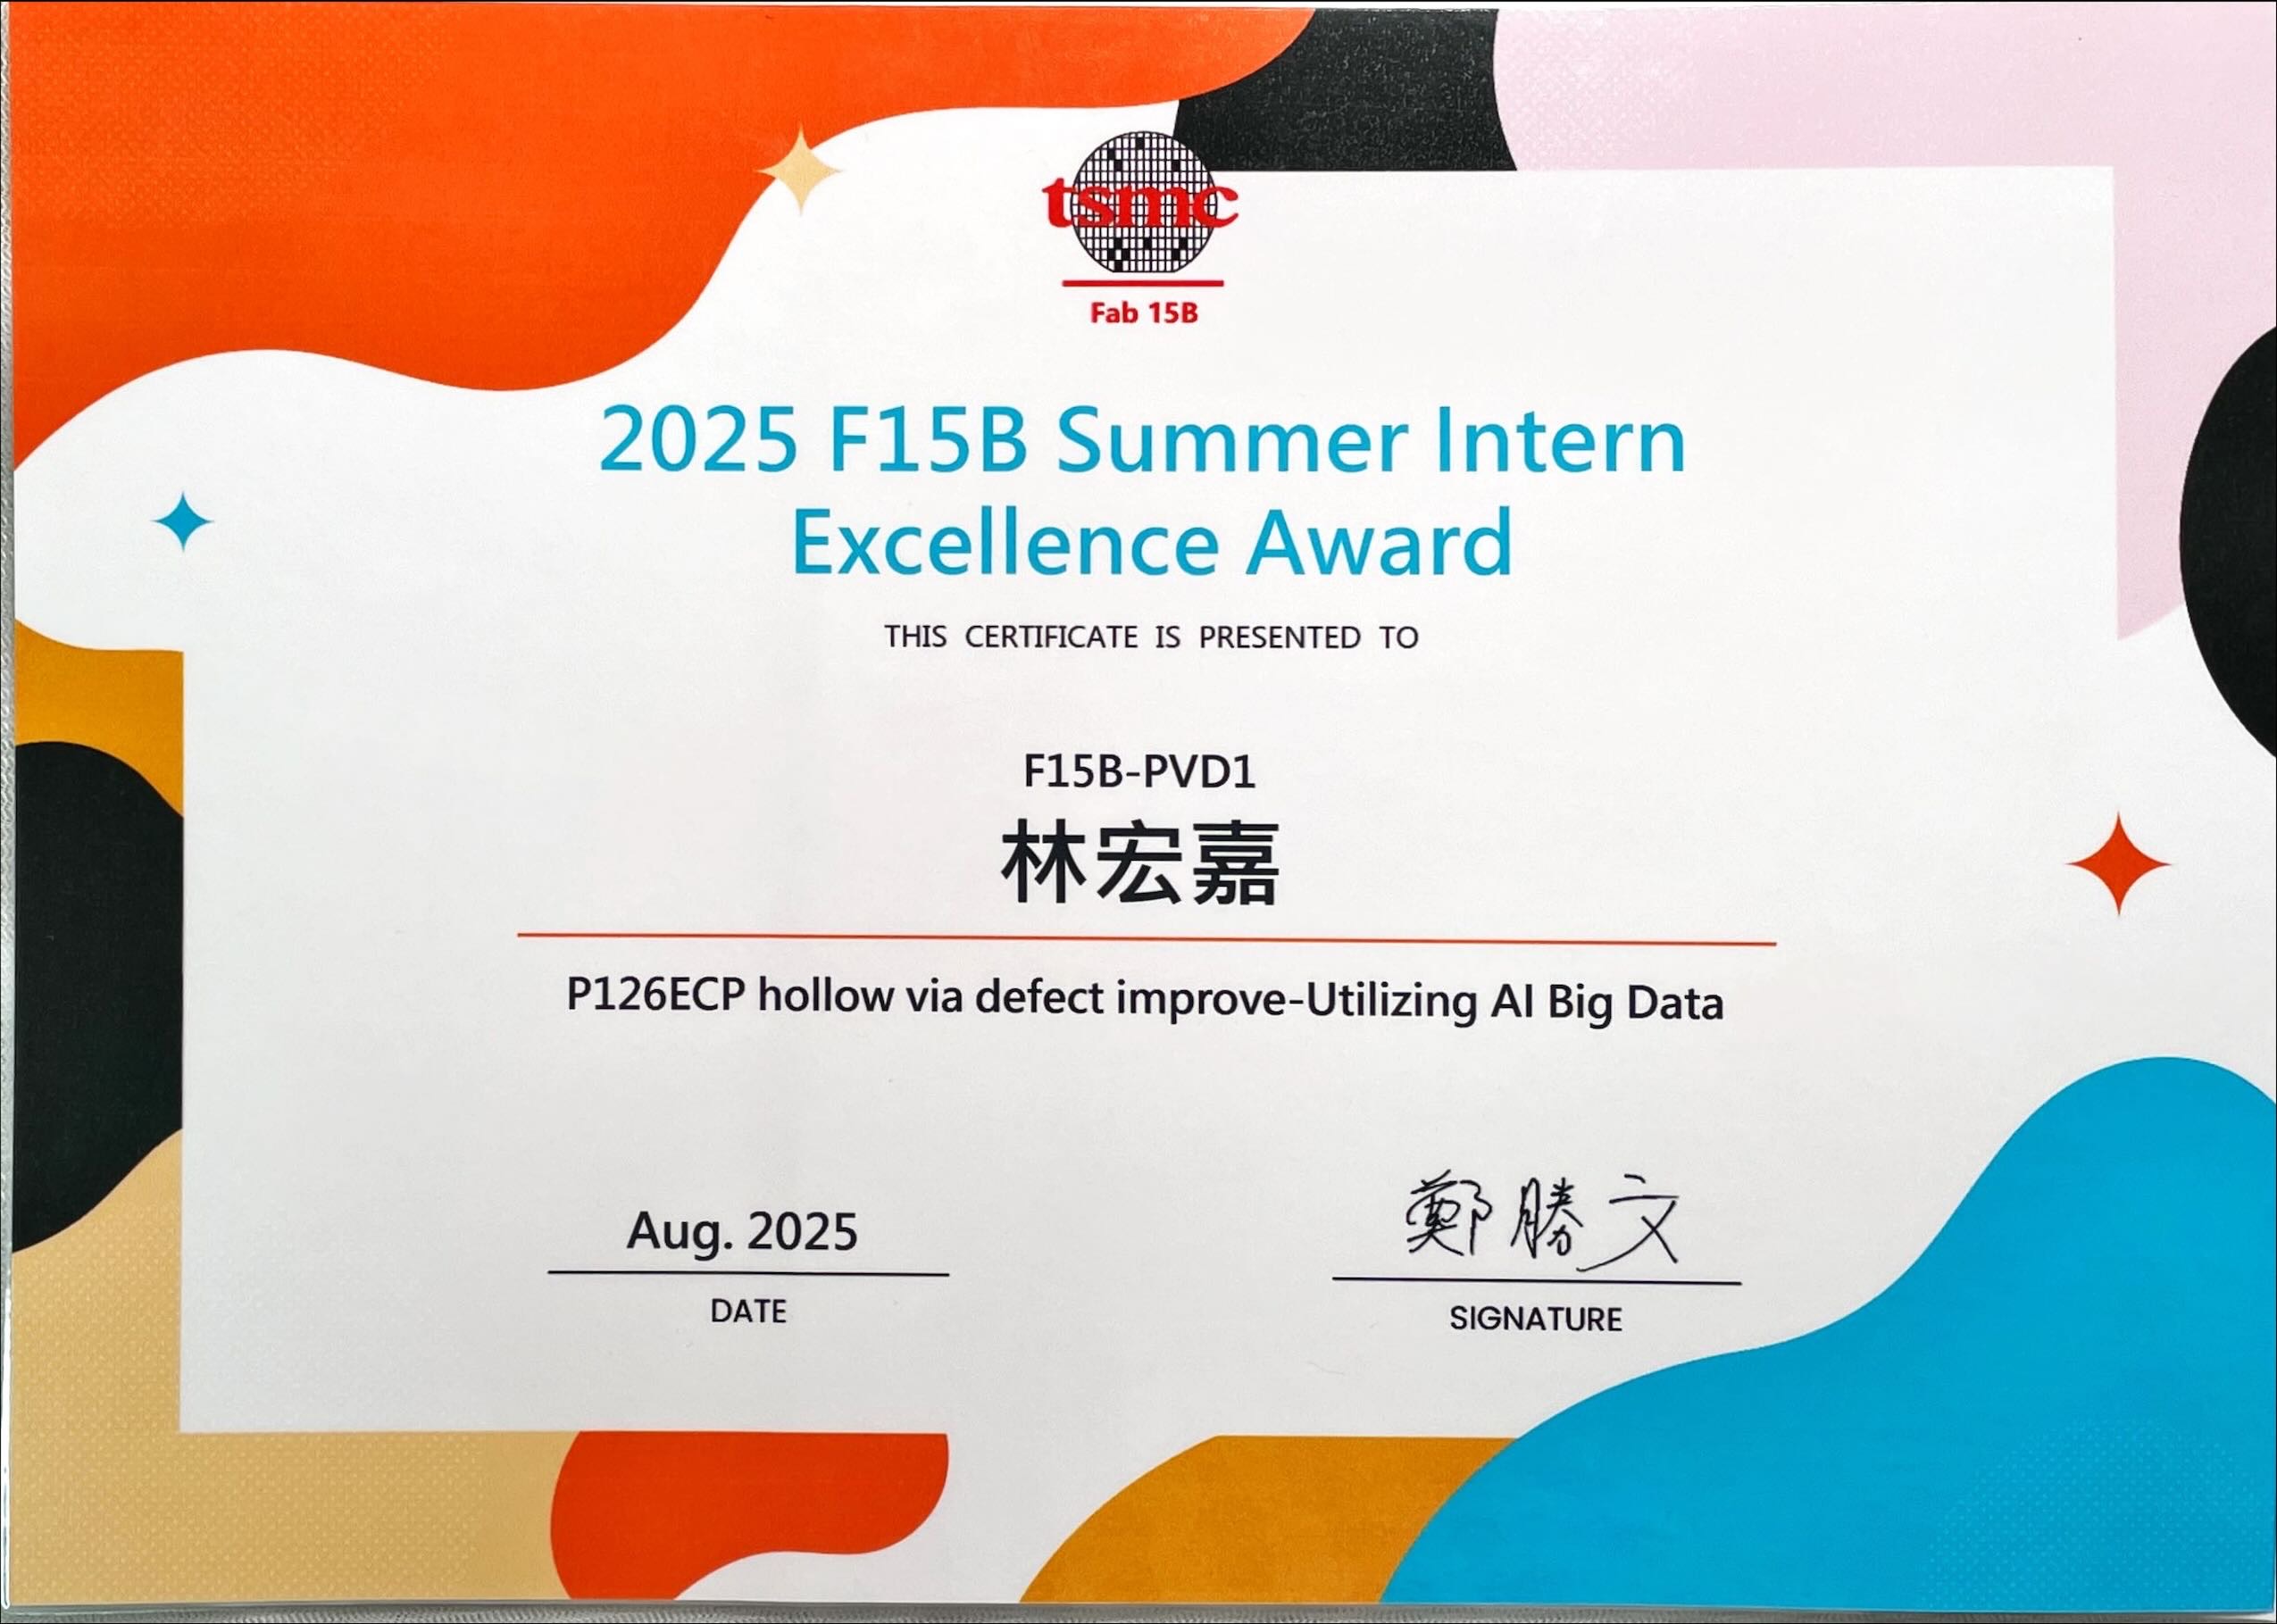 tsmc
Fab 15B
2025 F15B Summer Intern
Excellence Award
THIS CERTIFICATE IS PRESENTED TO
F15B-PVD1
林宏嘉
P126ECP hollow via defect improve-Utilizing AI Big Data
Aug. 2025
DATE
鄭勝文
SIGNATURE